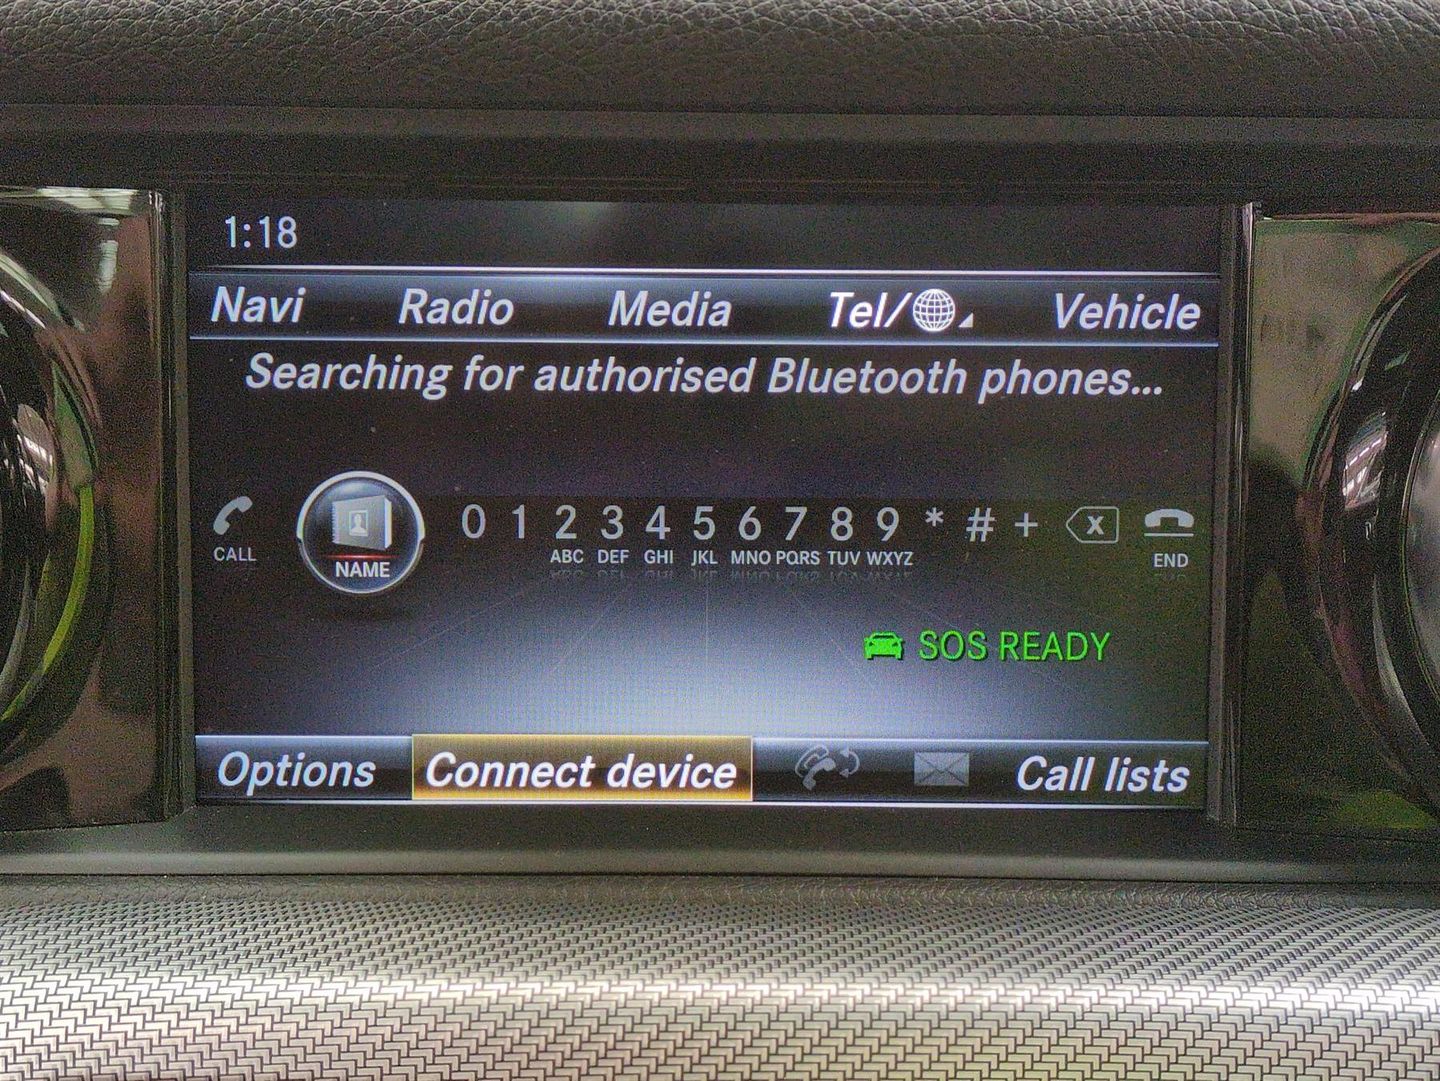 1:18
Navi Radio Media Tel/ Vehicle
Searching for authorised Bluetooth phones...
0 1 2 3 4 5 6 7 8 9 * # + x
CALL NAME ABC DEF GHI JKL MNO PQRS TUV WXYZ END
SOS READY
Options Connect device Call lists